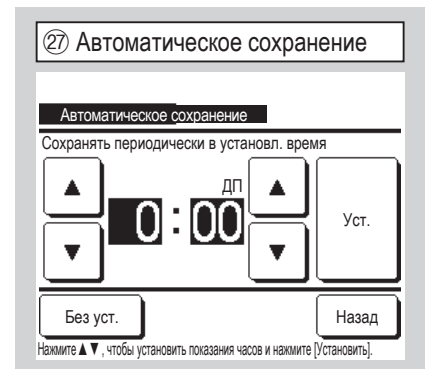 ㉗ Автоматическое сохранение
Автоматическое сохранение
Сохранять периодически в установл. время
▲ ДП ▲
0 : 00 Уст.
▼ ▼
Без уст. Назад
Нажмите ▲ ▼ , чтобы установить показания часов и нажмите [Установить].